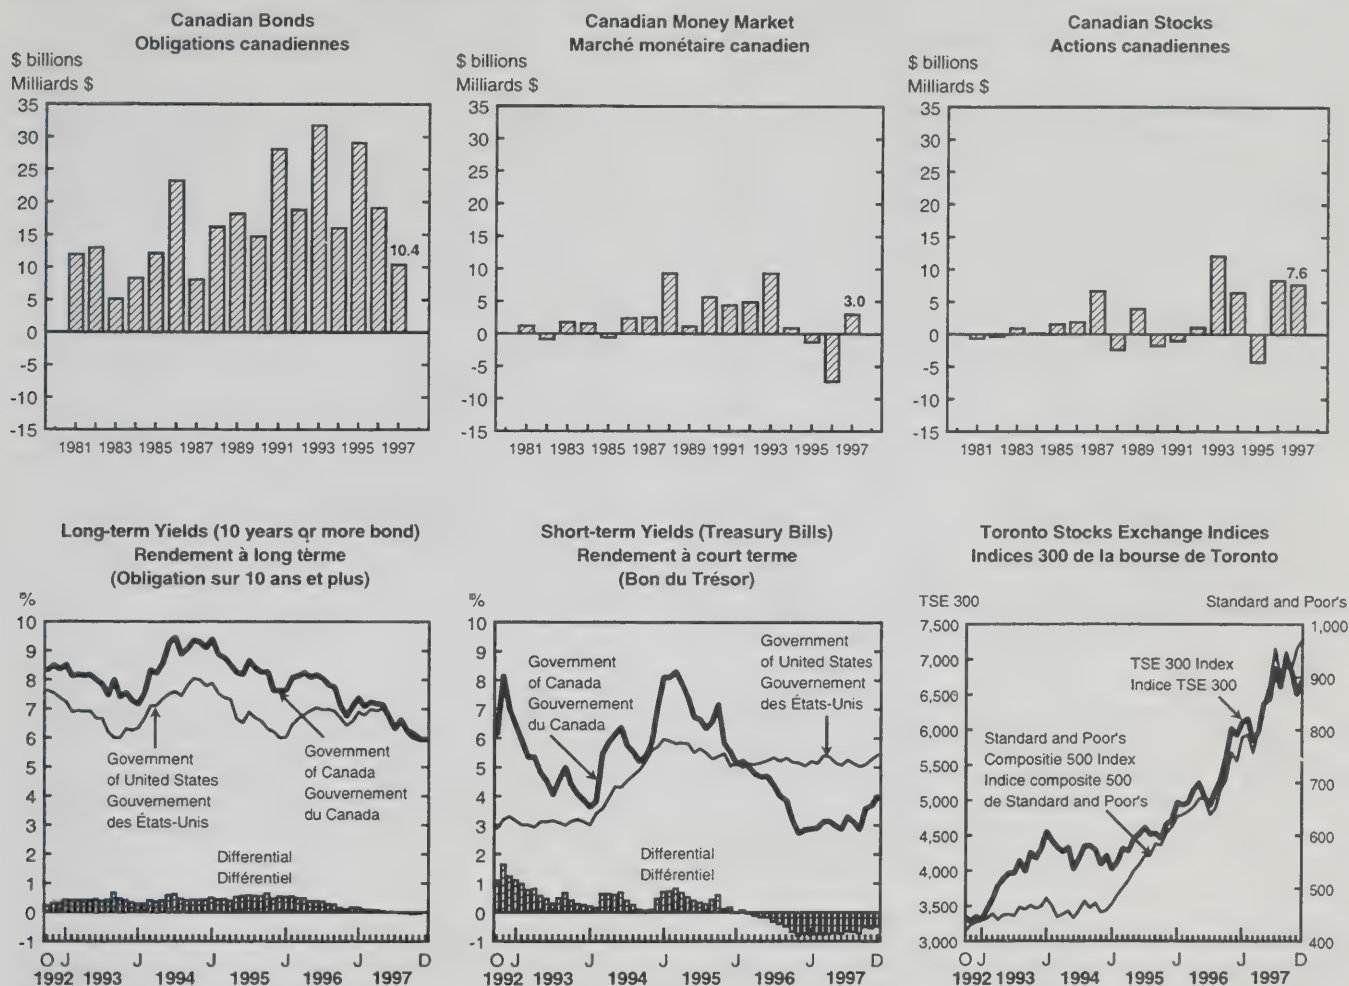 Canadian Bonds
Obligations canadiennes
$ billions
Milliards $
35
30
25
20
15
10
5
0
-5
-10
-15
10.4
1981 1983 1985 1987 1989 1991 1993 1995 1997
Canadian Money Market
Marché monétaire canadien
$ billions
Milliards $
35
30
25
20
15
10
5
0
-5
-10
-15
3.0
1981 1983 1985 1987 1989 1991 1993 1995 1997
Canadian Stocks
Actions canadiennes
$ billions
Milliards $
35
30
25
20
15
10
5
0
-5
-10
-15
7.6
1981 1983 1985 1987 1989 1991 1993 1995 1997
Long-term Yields (10 years or more bond)
Rendement à long terme
(Obligation sur 10 ans et plus)
%
10
9
8
7
6
5
4
3
2
1
0
-1
Government
of United States
Gouvernement
des États-Unis
Government
of Canada
Gouvernement
du Canada
Differential
Différentiel
O J J J J J D
1992 1993 1994 1995 1996 1997
Short-term Yields (Treasury Bills)
Rendement à court terme
(Bon du Trésor)
%
10
9
8
7
6
5
4
3
2
1
0
-1
Government
of Canada
Gouvernement
du Canada
Government
of United States
Gouvernement
des États-Unis
Differential
Différentiel
O J J J J J D
1992 1993 1994 1995 1996 1997
Toronto Stocks Exchange Indices
Indices 300 de la bourse de Toronto
TSE 300 Standard and Poor's
7,500
7,000
6,500
6,000
5,500
5,000
4,500
4,000
3,500
3,000
1,000
900
800
700
600
500
400
TSE 300 Index
Indice TSE 300
Standard and Poor's
Compositie 500 Index
Indice composite 500
de Standard and Poor's
O J J J J J D
1992 1993 1994 1995 1996 1997